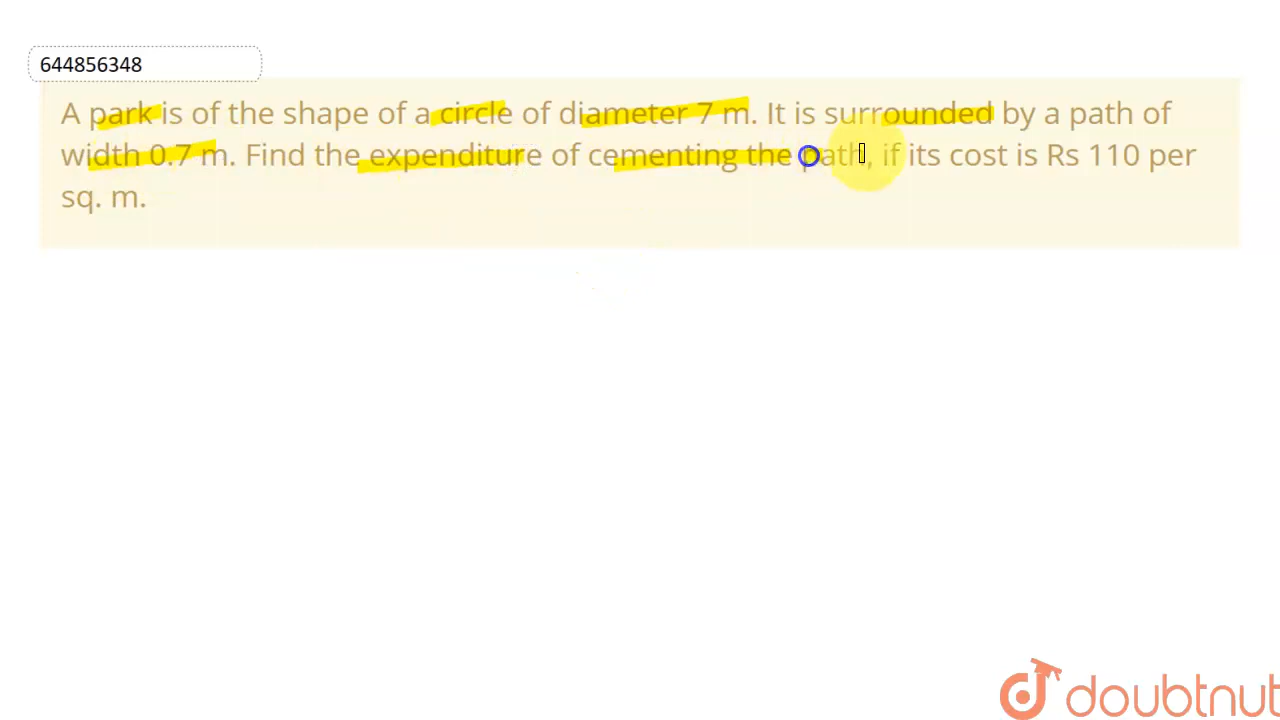 644856348
A park is of the shape of a circle of diameter 7 m. It is surrounded by a path of
width 0.7 m. Find the expenditure of cementing the path, if its cost is Rs 110 per
sq. m.
doubtnut